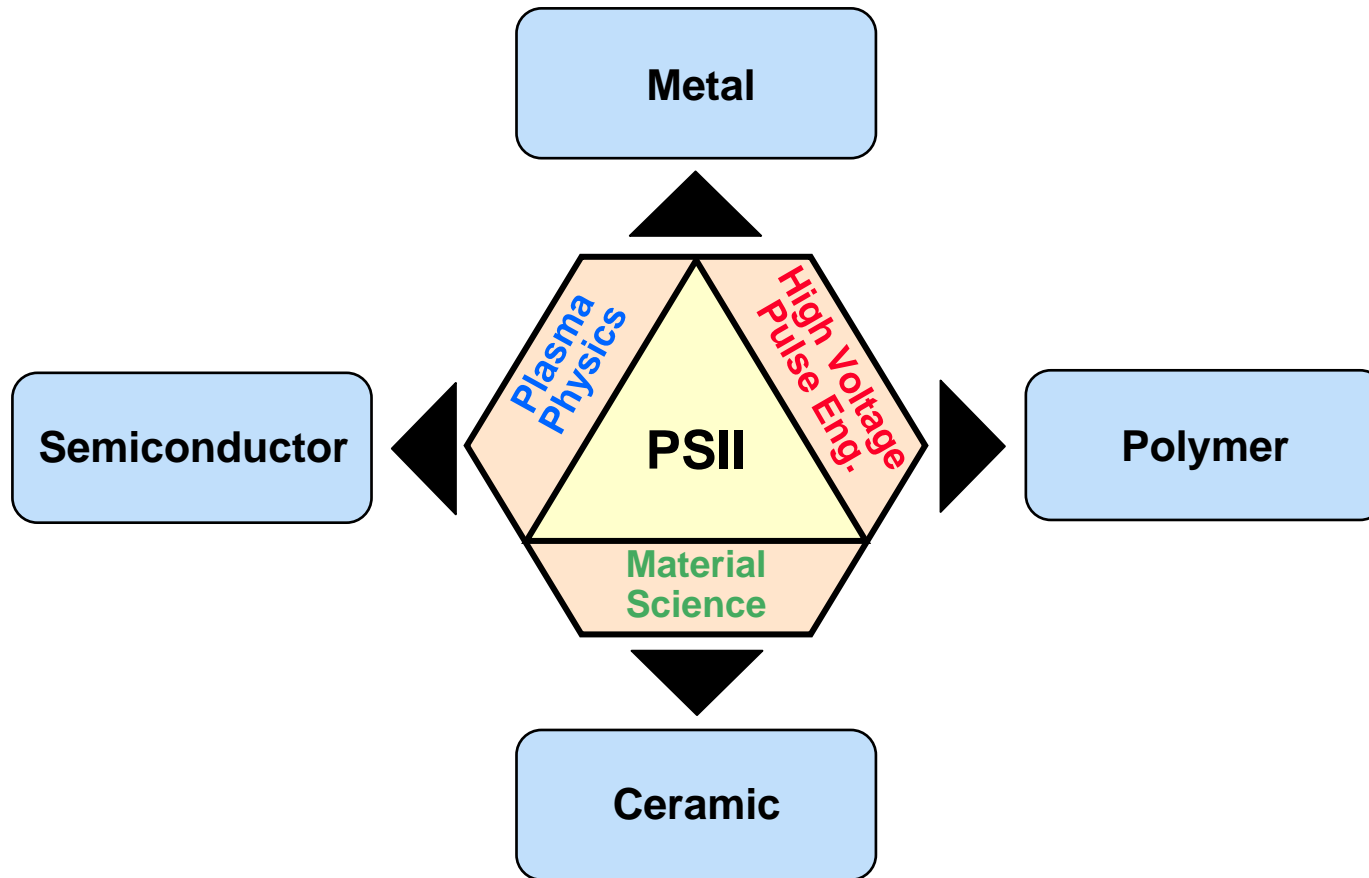 Metal
Plasma
Physics
High Voltage
Pulse Eng.
Semiconductor
PSII
Polymer
Material
Science
Ceramic